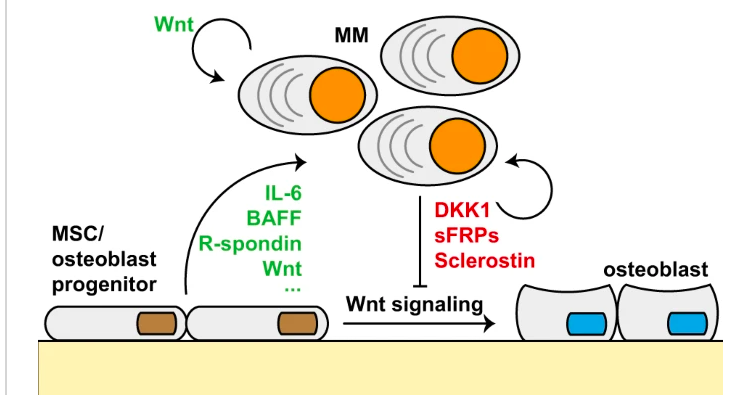 Wnt
MM
IL-6
BAFF
R-spondin
Wnt
...
MSC/
osteoblast
progenitor
DKK1
sFRPs
Sclerostin
osteoblast
Wnt signaling